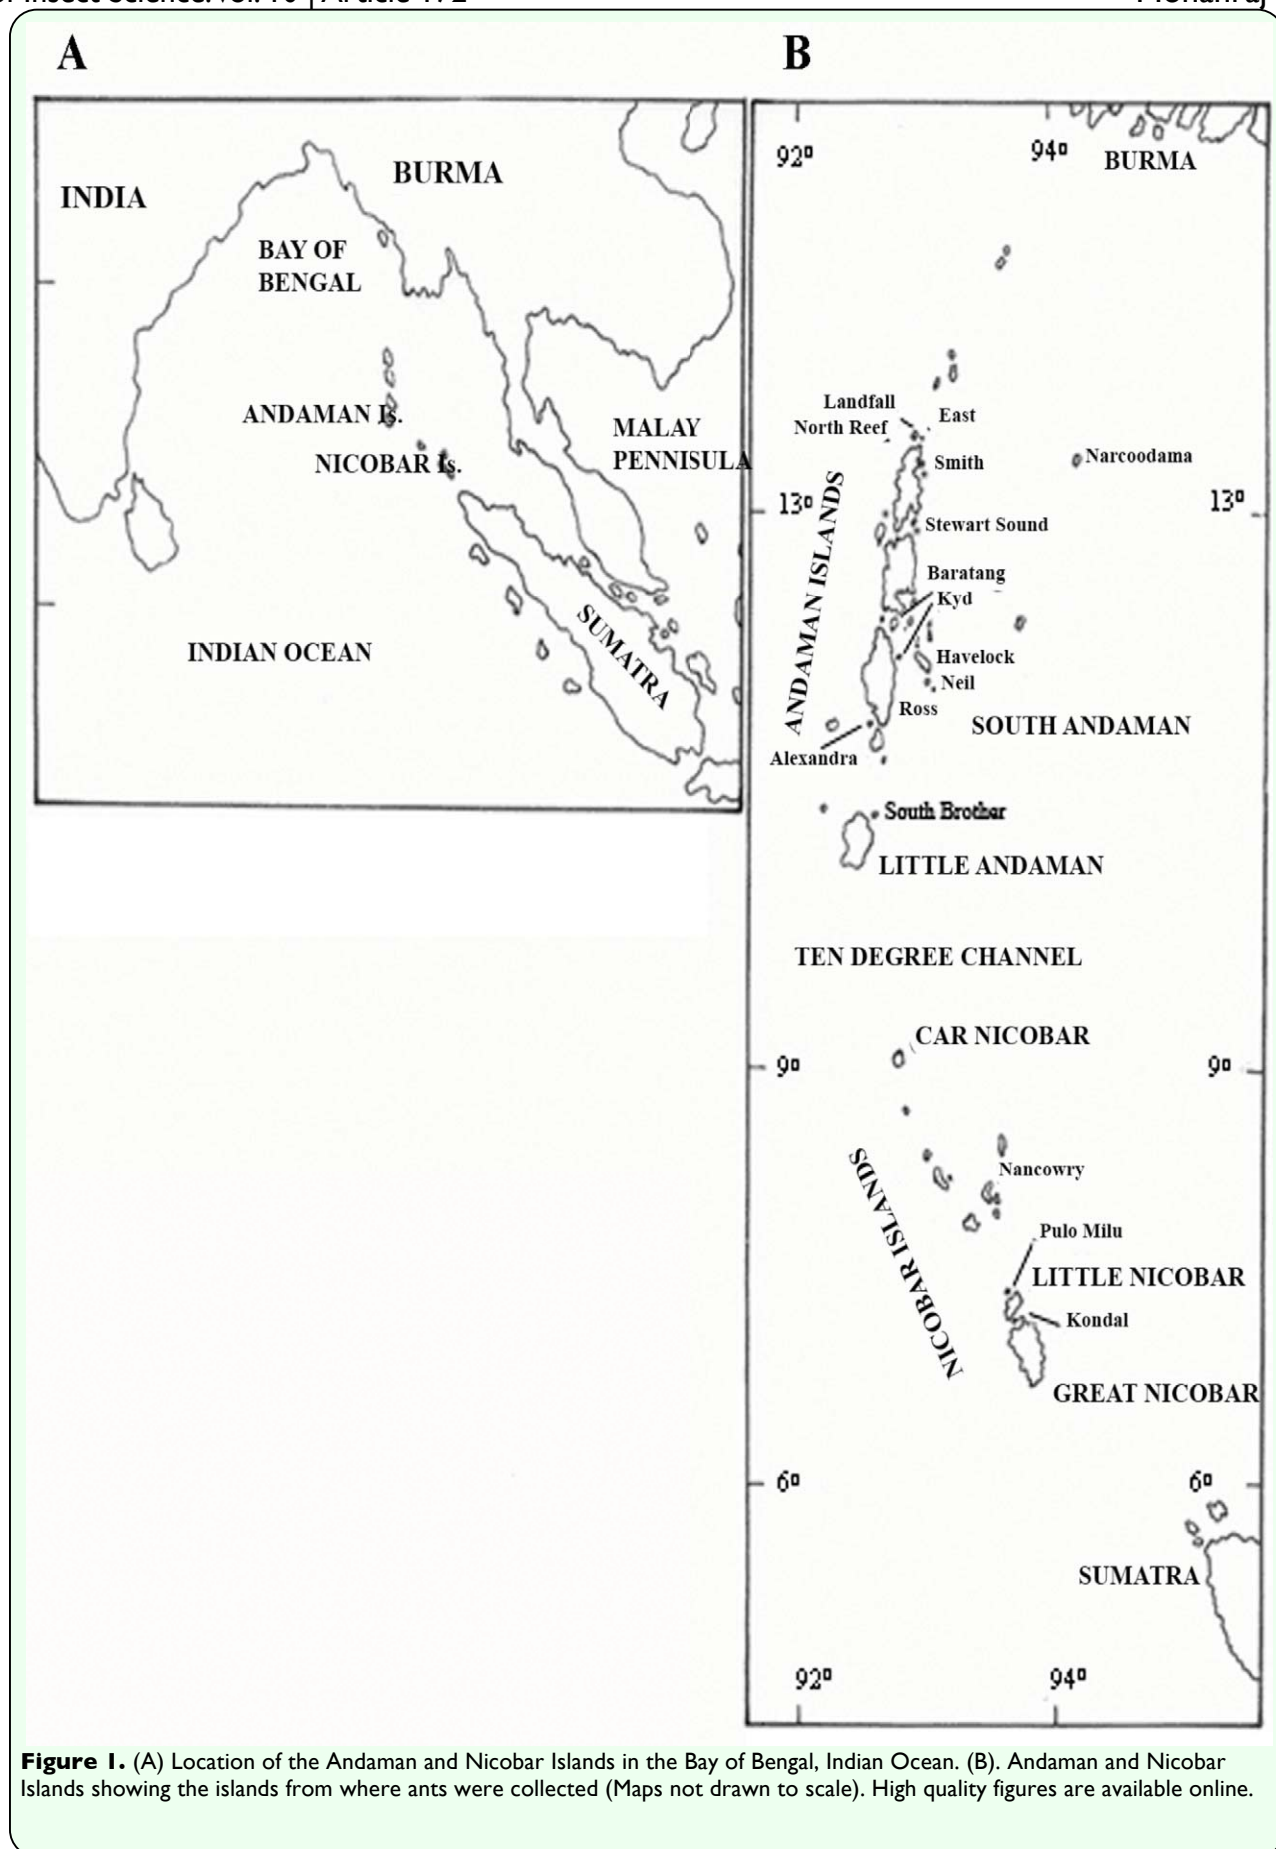 A
B
INDIA
BURMA
BAY OF
BENGAL
ANDAMAN Is.
NICOBAR Is.
MALAY
PENNISULA
INDIAN OCEAN
SUMATRA
92º
94º
BURMA
Landfall
North Reef
East
Smith
Narcoodama
13º
13º
ANDAMAN ISLANDS
Stewart Sound
Baratang
Kyd
Havelock
Neil
Ross
SOUTH ANDAMAN
Alexandra
South Brothar
LITTLE ANDAMAN
TEN DEGREE CHANNEL
CAR NICOBAR
9º
9º
NICOBAR ISLANDS
Nancowry
Pulo Milu
LITTLE NICOBAR
Kondal
GREAT NICOBAR
6º
6º
SUMATRA
92º
94º
Figure 1. (A) Location of the Andaman and Nicobar Islands in the Bay of Bengal, Indian Ocean. (B). Andaman and Nicobar
Islands showing the islands from where ants were collected (Maps not drawn to scale). High quality figures are available online.